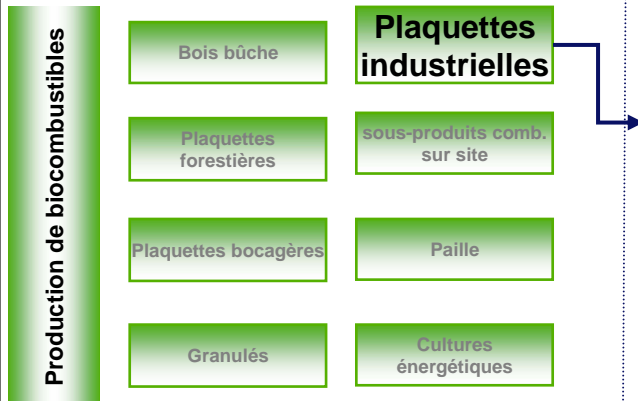 Production de biocombustibles
Bois bûche
Plaquettes
industrielles
Plaquettes
forestières
sous-produits comb.
sur site
Plaquettes bocagères
Paille
Granulés
Cultures
énergétiques